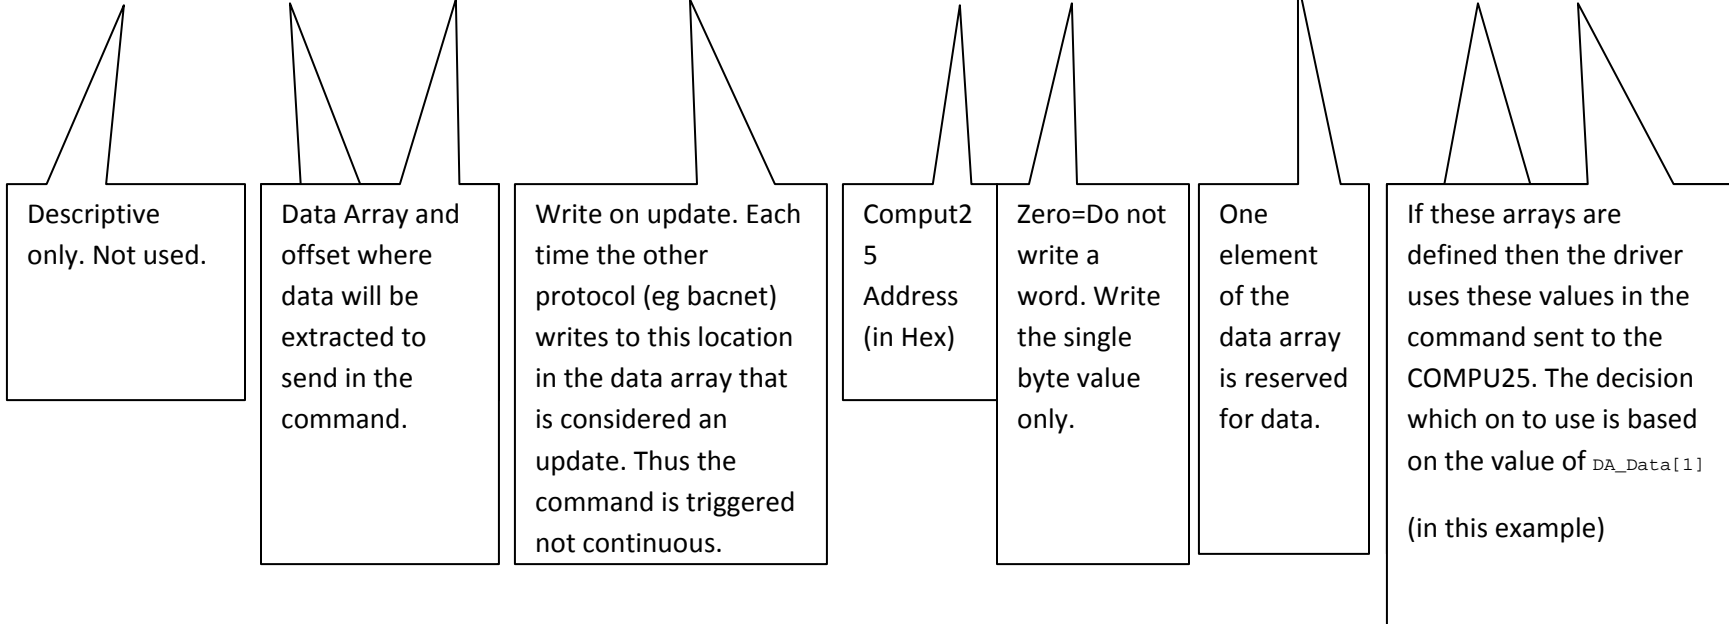 Descriptive
only. Not used.
Data Array and
offset where
data will be
extracted to
send in the
command.
Write on update. Each
time the other
protocol (eg bacnet)
writes to this location
in the data array that
is considered an
update. Thus the
command is triggered
not continuous.
Comput2
5
Address
(in Hex)
Zero=Do not
write a
word. Write
the single
byte value
only.
One
element
of the
data array
is reserved
for data.
If these arrays are
defined then the driver
uses these values in the
command sent to the
COMPU25. The decision
which on to use is based
on the value of DA_Data[1]
(in this example)